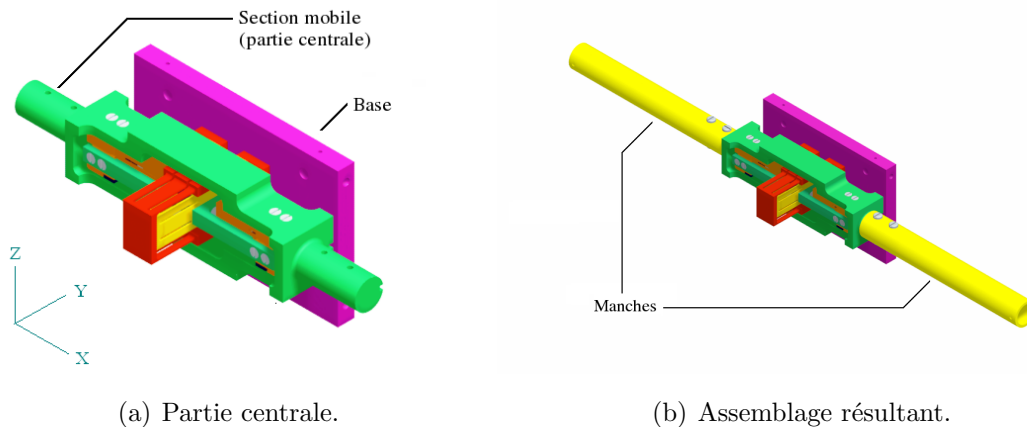 Section mobile
(partie centrale)
Base
Z
Y
X
Manches
(a) Partie centrale.
(b) Assemblage résultant.